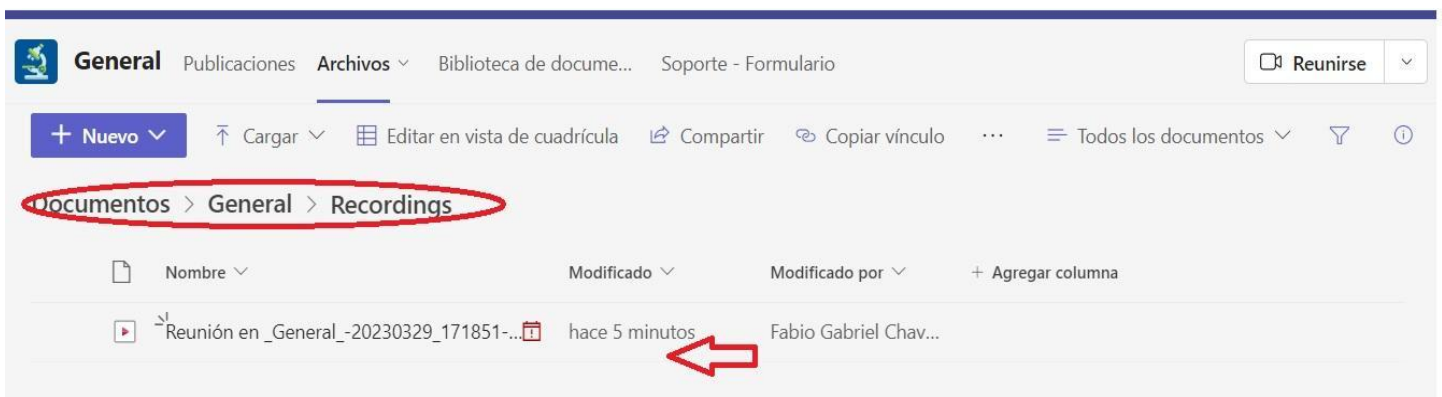 General Publicaciones Archivos Biblioteca de docume... Soporte - Formulario Reunirse
+ Nuevo Cargar Editar en vista de cuadrícula Compartir Copiar vínculo ... Todos los documentos
Documentos > General > Recordings
Nombre Modificado Modificado por + Agregar columna
Reunión en _General_-20230329_171851-... hace 5 minutos Fabio Gabriel Chav...